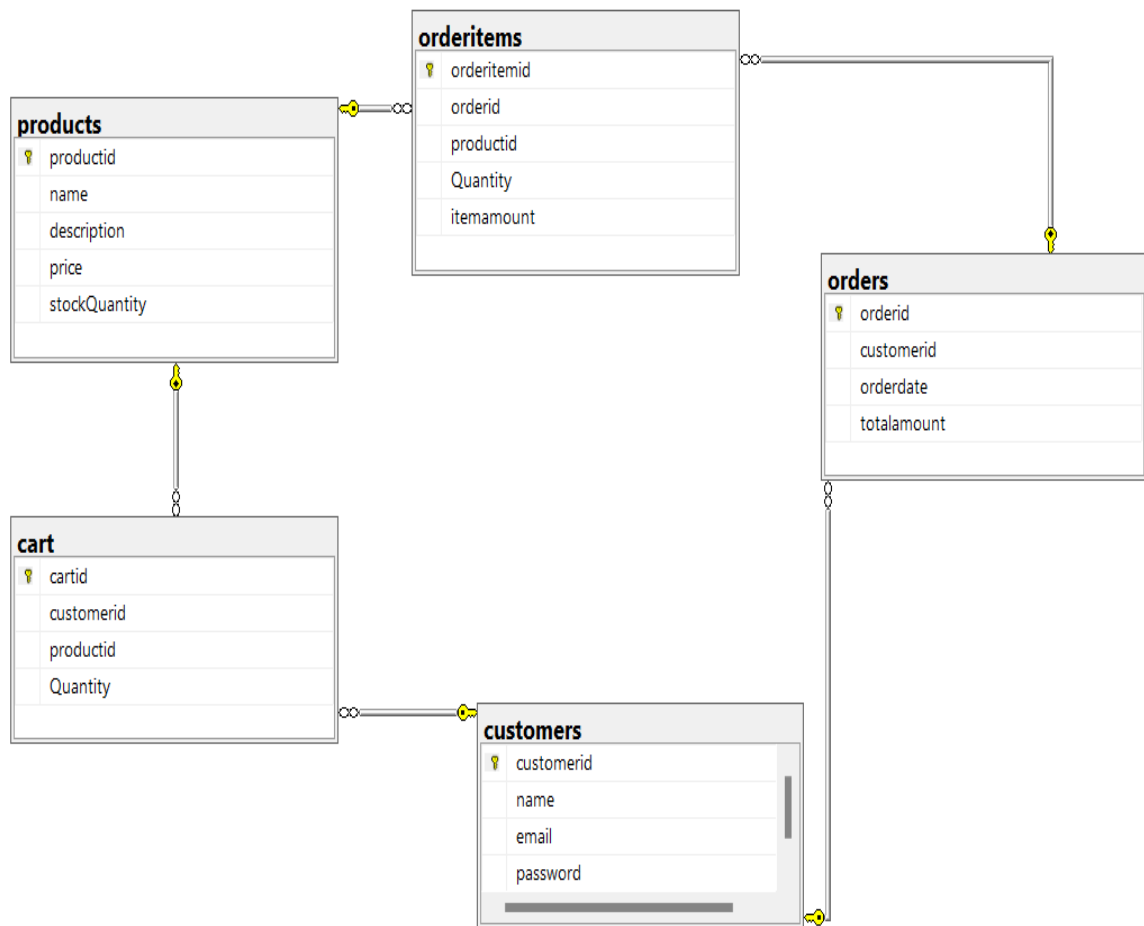 orderitems
orderitemid
orderid
productid
Quantity
itemamount
products
productid
name
description
price
stockQuantity
orders
orderid
customerid
orderdate
totalamount
cart
cartid
customerid
productid
Quantity
customers
customerid
name
email
password